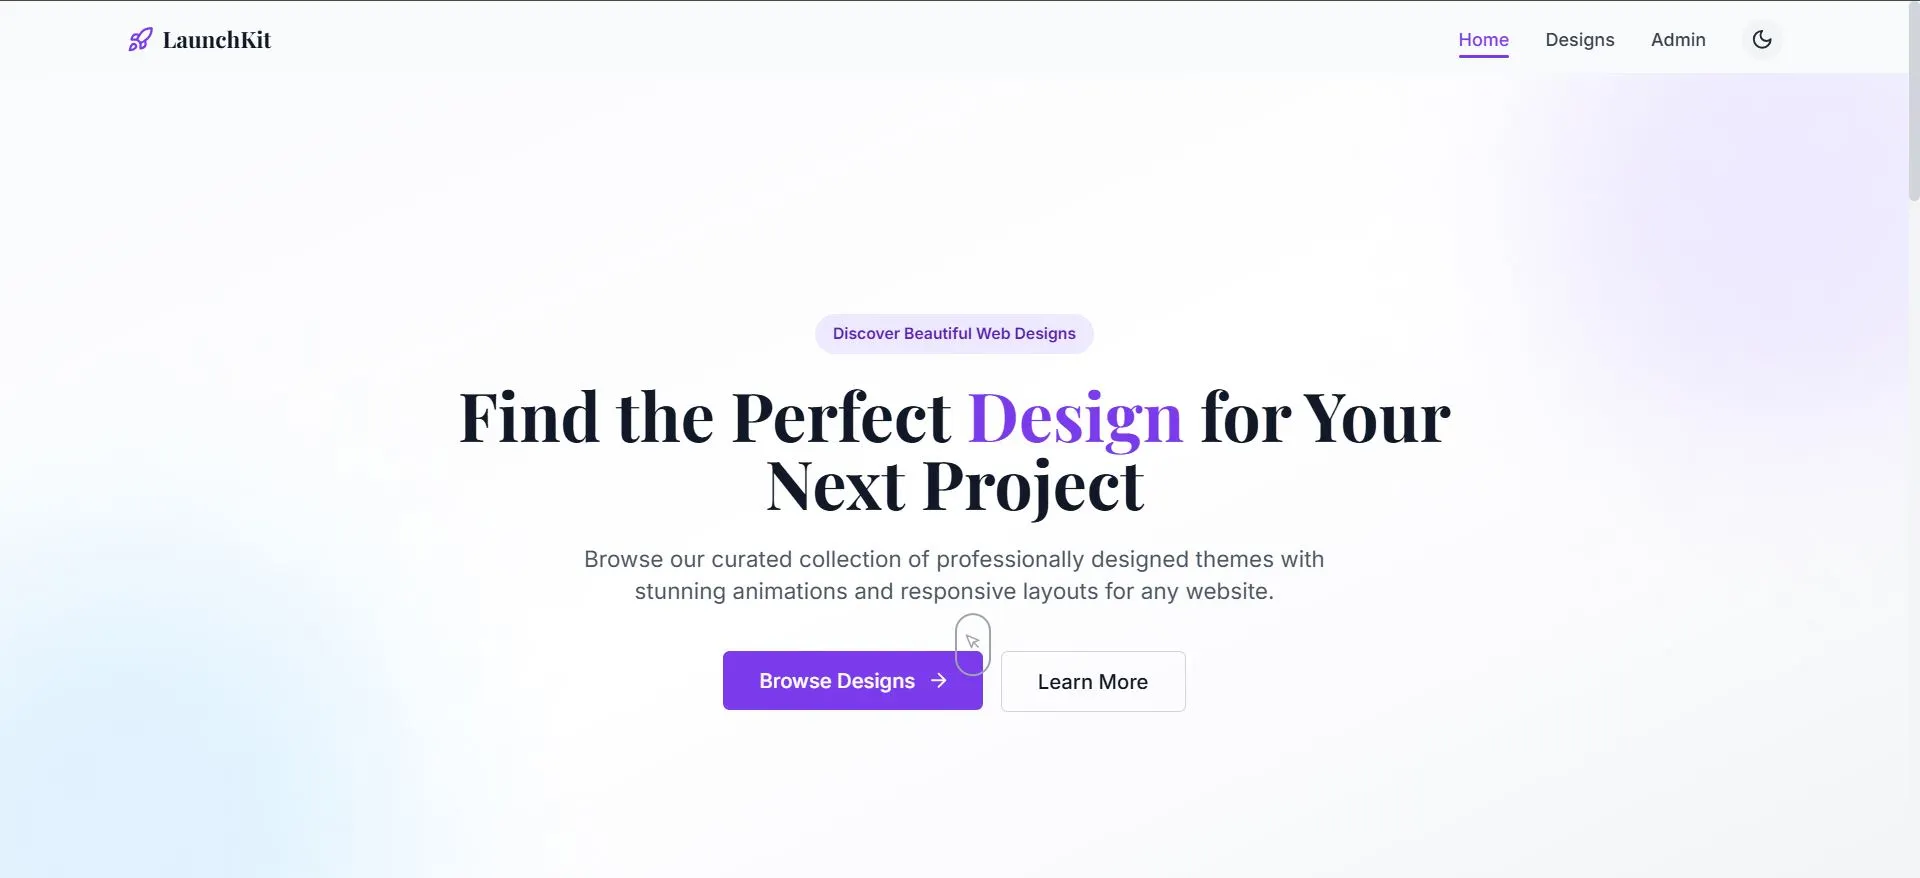 LaunchKit
Home
Designs
Admin
Discover Beautiful Web Designs
Find the Perfect Design for Your
Next Project
Browse our curated collection of professionally designed themes with
stunning animations and responsive layouts for any website.
Browse Designs
Learn More